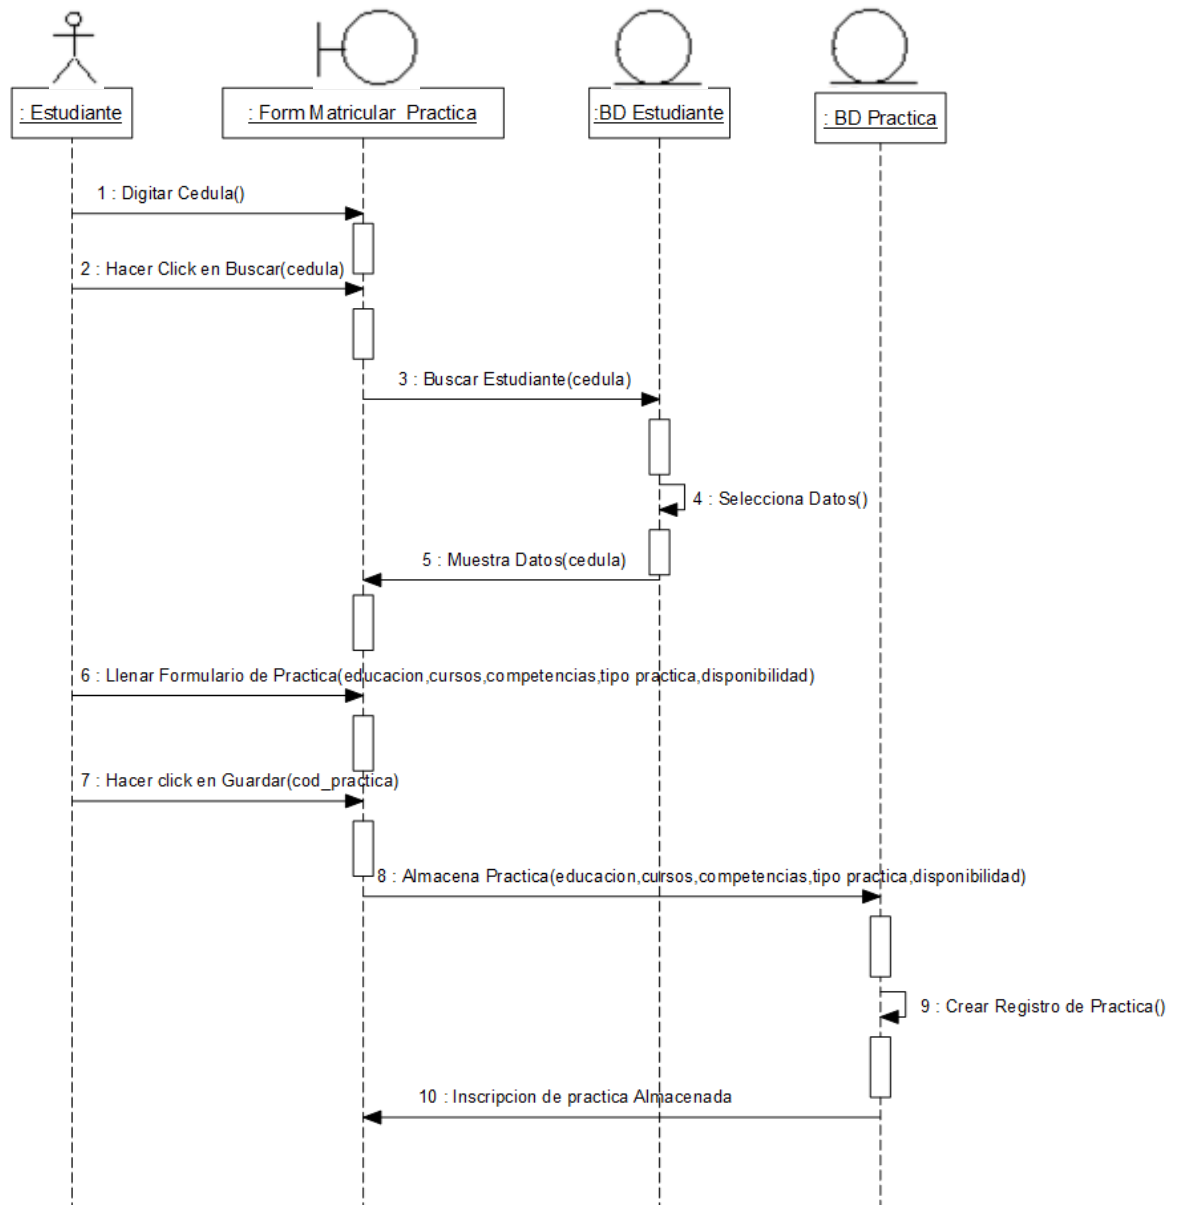 : Estudiante
: Form Matricular_Practica
:BD Estudiante
: BD Practica
1 : Digitar Cedula()
2 : Hacer Click en Buscar(cedula)
3 : Buscar Estudiante(cedula)
4 : Selecciona Datos()
5 : Muestra Datos(cedula)
6 : Llenar Formulario de Practica(educacion,cursos,competencias,tipo practica,disponibilidad)
7 : Hacer click en Guardar(cod_practica)
8 : Almacena Practica(educacion,cursos,competencias,tipo practica,disponibilidad)
9 : Crear Registro de Practica()
10 : Inscripcion de practica Almacenada